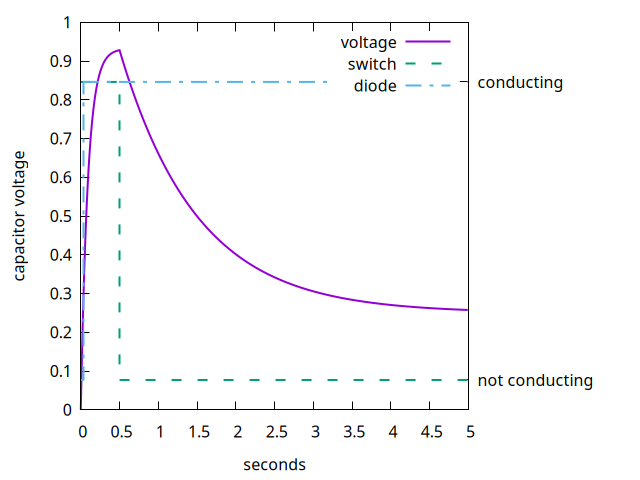 1
voltage
0.9
switch
diode
conducting
0.8
0.7
0.6
0.5
capacitor voltage
0.4
0.3
0.2
0.1
not conducting
0
0 0.5 1 1.5 2 2.5 3 3.5 4 4.5 5
seconds